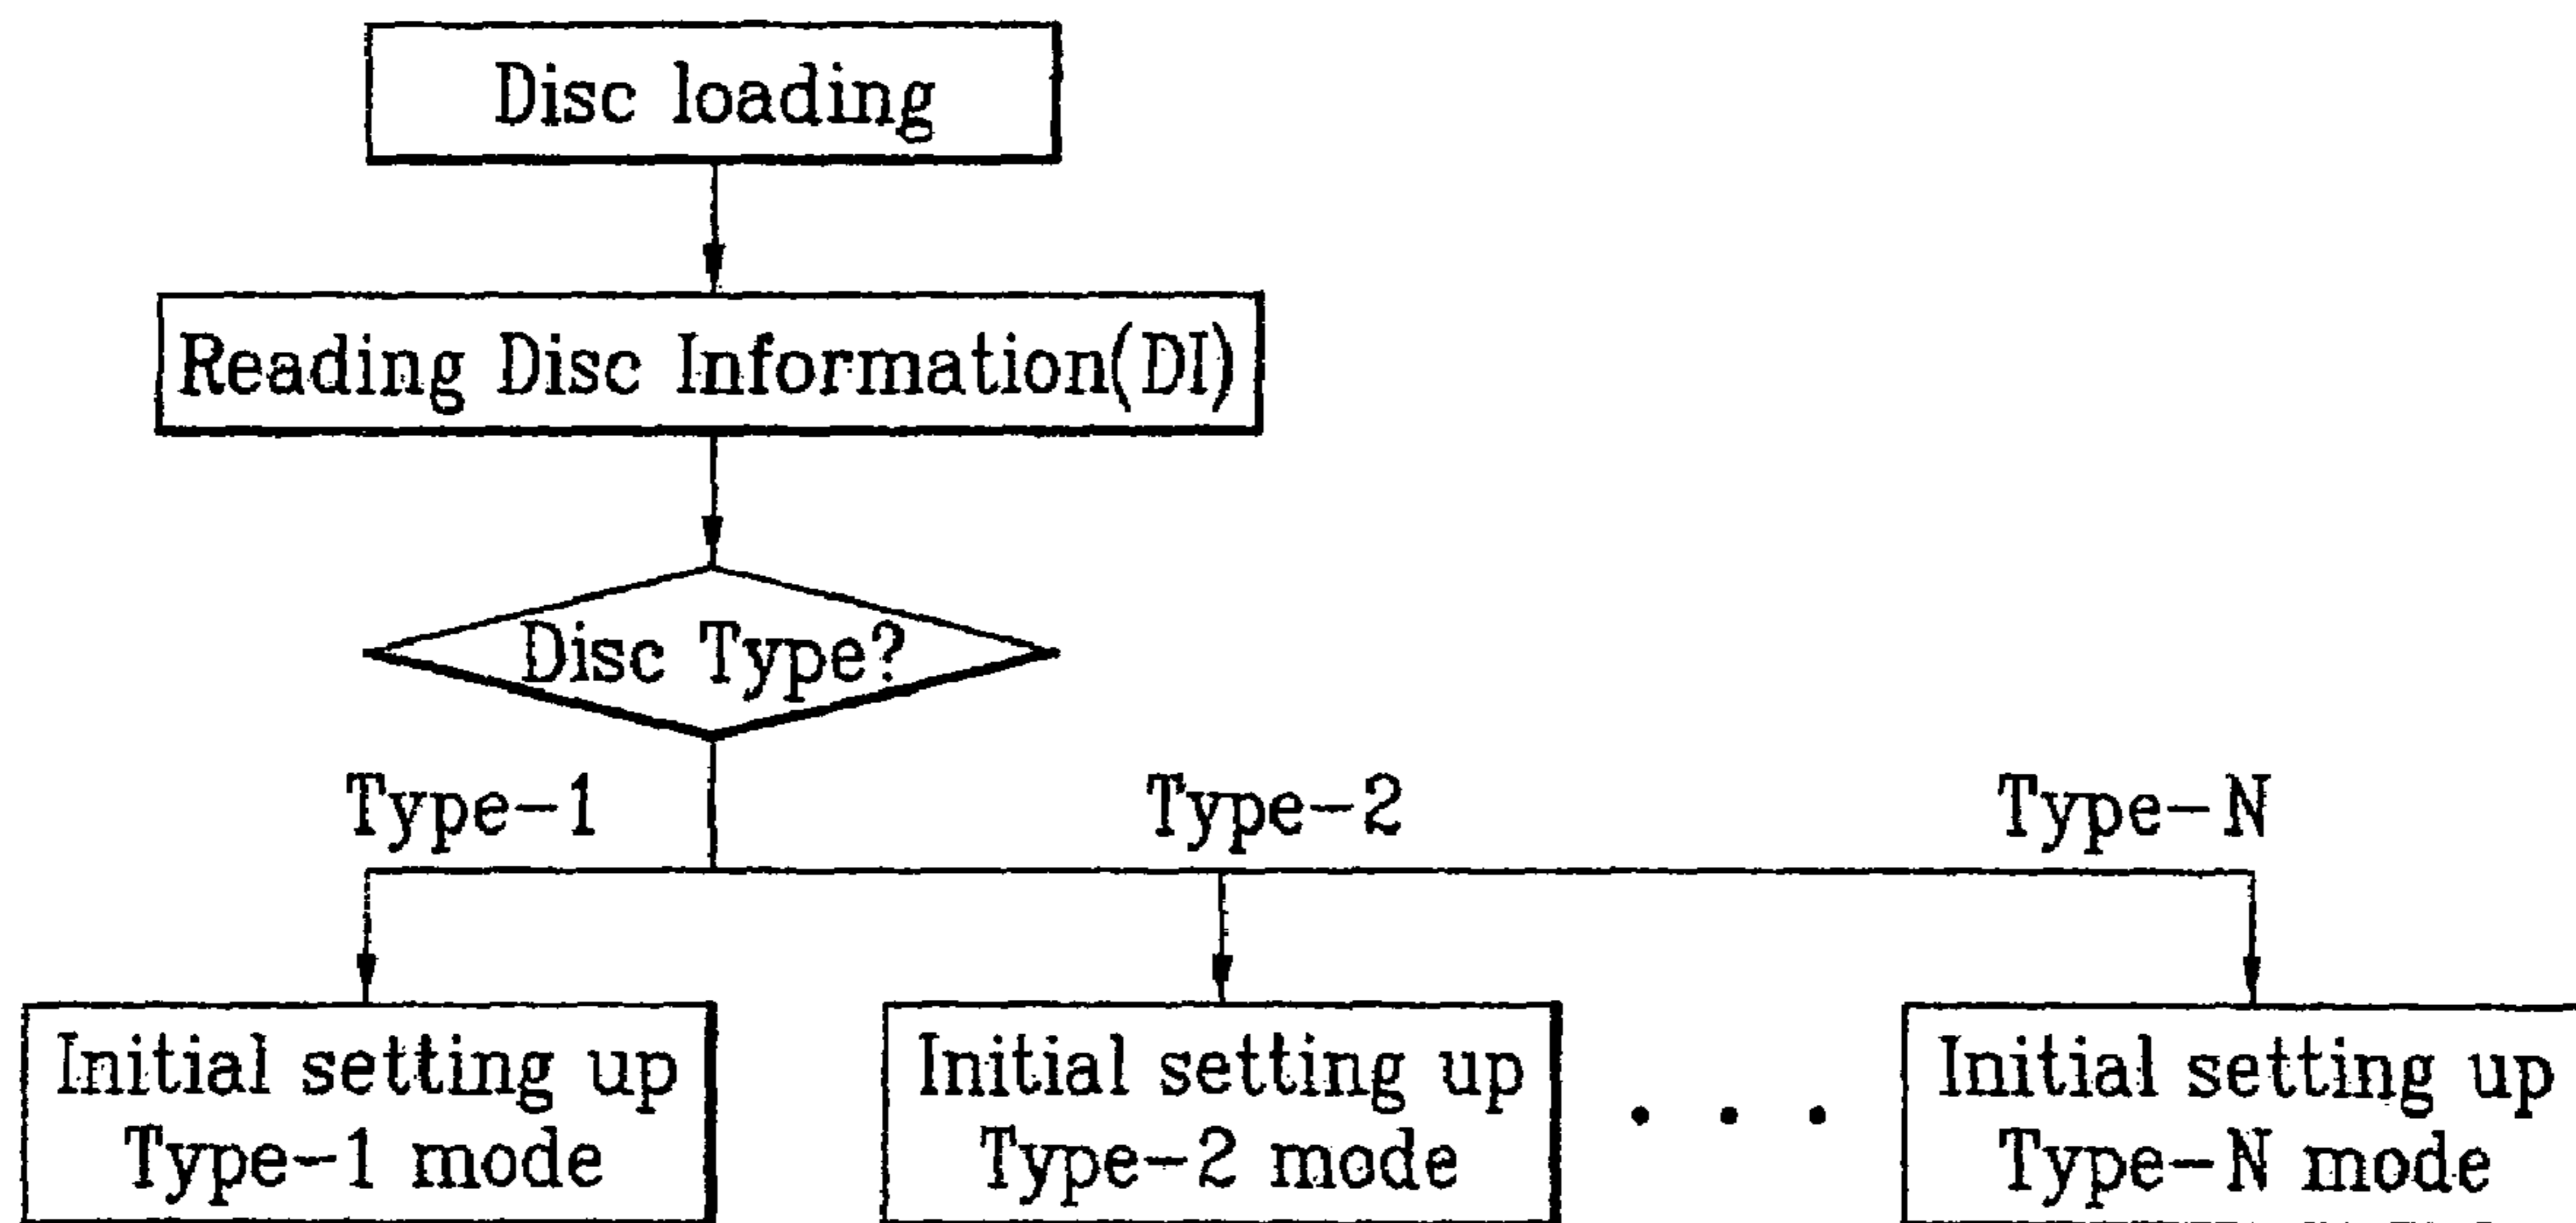 Disc loading
Reading Disc Information(DI)
Disc Type?
Type-1
Type-2
Type-N
Initial setting up
Type-1 mode
Initial setting up
Type-2 mode
. . .
Initial setting up
Type-N mode